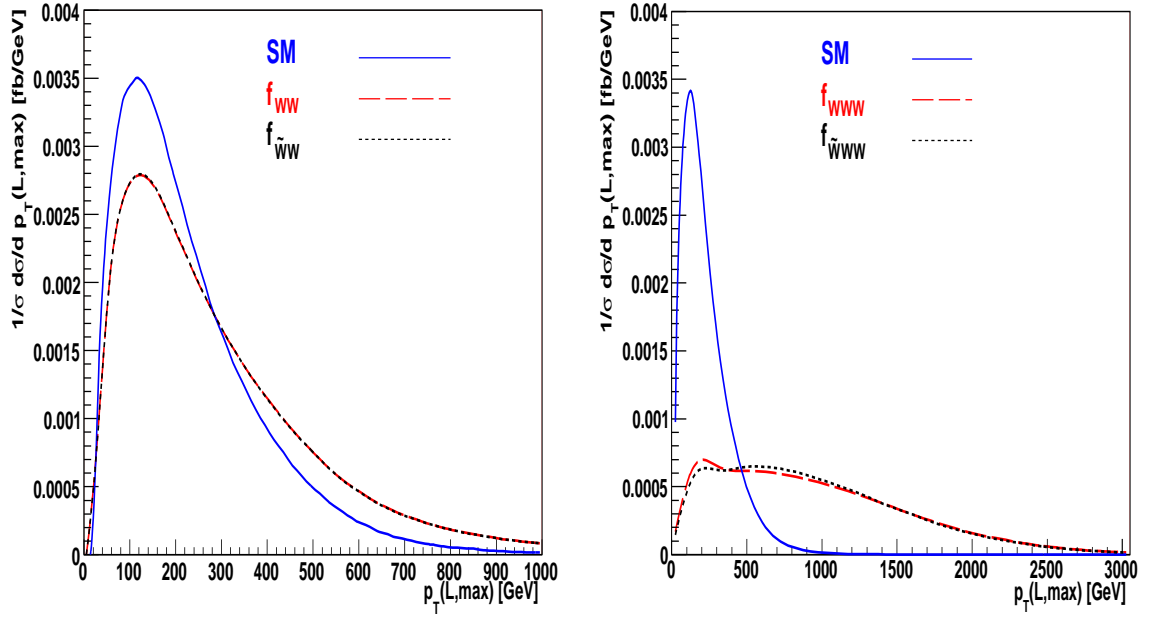 1/σ dσ/d p_T(L,max) [fb/GeV]
0.004
0.0035
0.003
0.0025
0.002
0.0015
0.001
0.0005
0
SM
f_WW
f_W̃W
0 100 200 300 400 500 600 700 800 900 1000
p_T(L,max) [GeV]
1/σ dσ/d p_T(L,max) [fb/GeV]
0.004
0.0035
0.003
0.0025
0.002
0.0015
0.001
0.0005
0
SM
f_WWW
f_W̃WW
0 500 1000 1500 2000 2500 3000
p_T(L,max) [GeV]